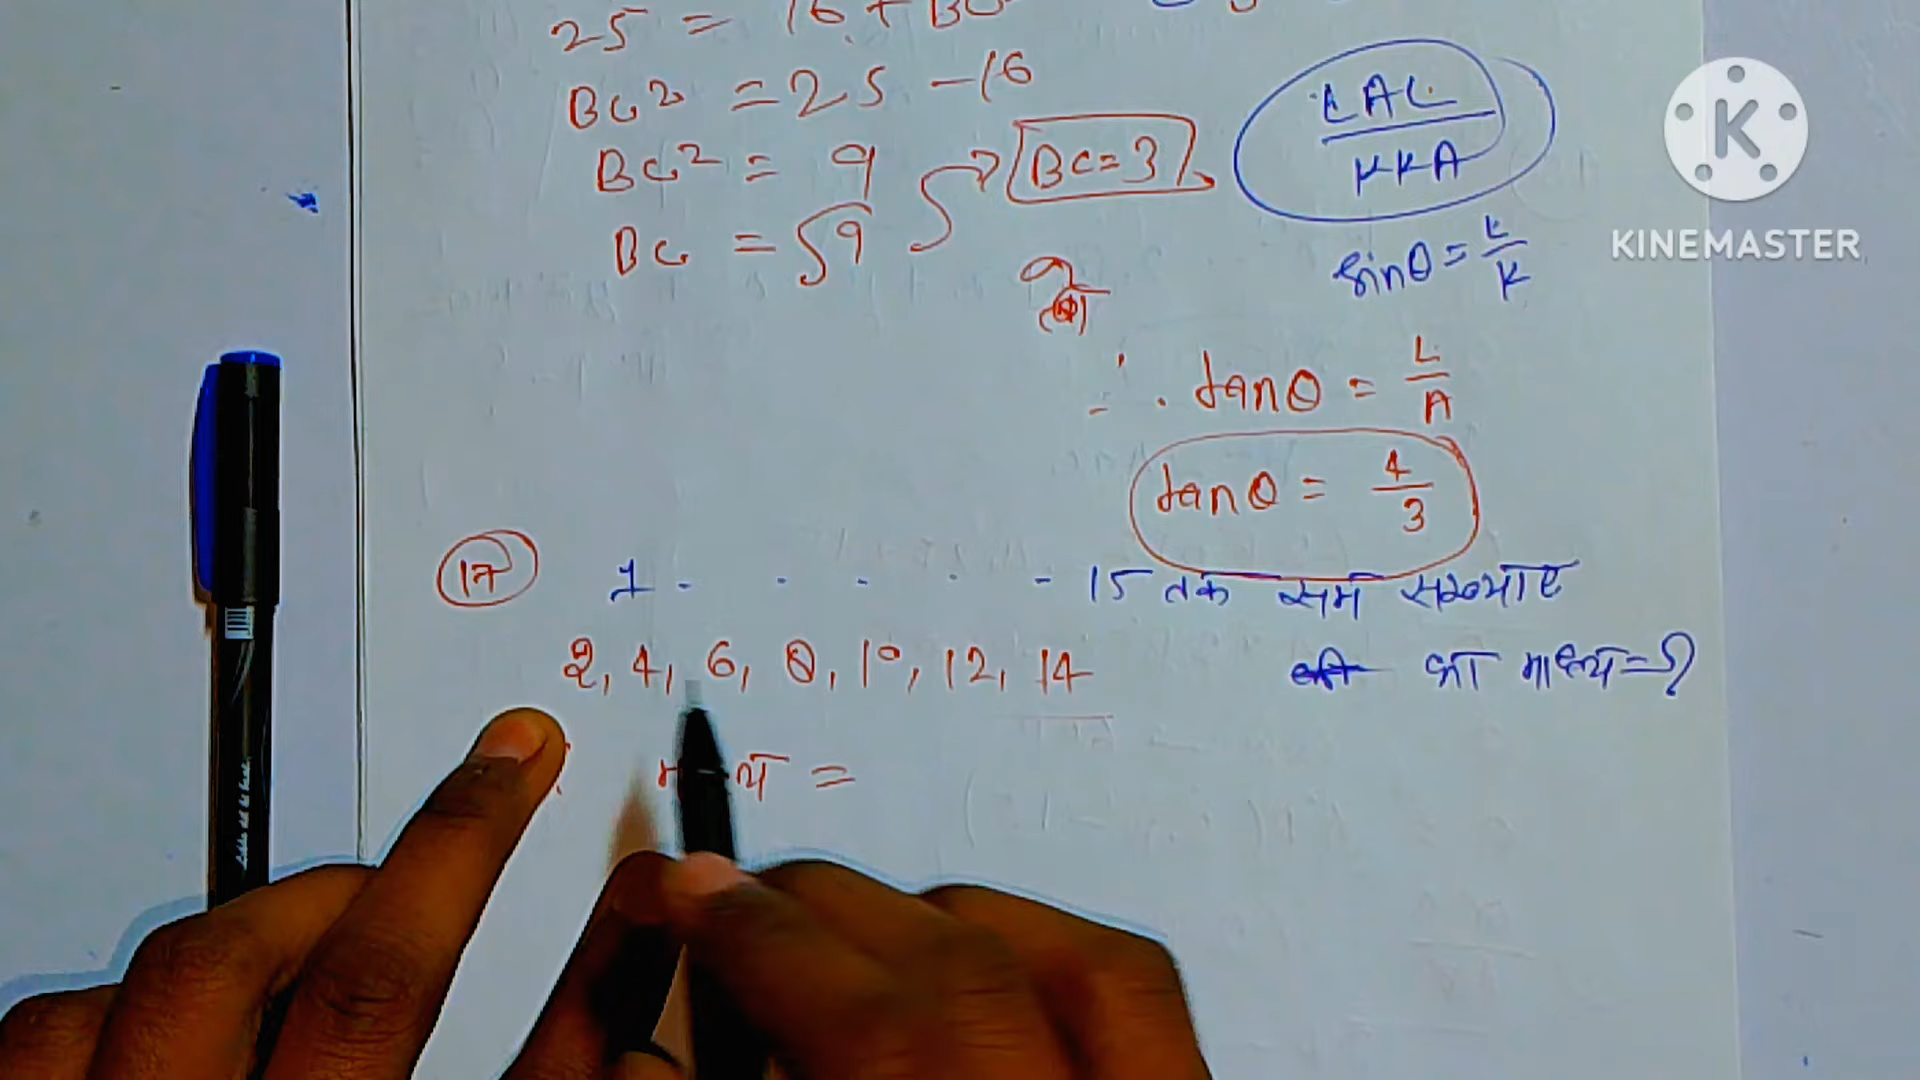 25 = 16 + BC
BC² = 25 - 16
BC² = 9
BC = √9
BC = 3
LAL
KKA
KINEMASTER
sinθ = L/K
∴ tanθ = L/A
tanθ = 4/3
17 1 - - - - - - 15 तक सम संख्याए
2, 4, 6, 8, 10, 12, 14
का माध्य = ?
=